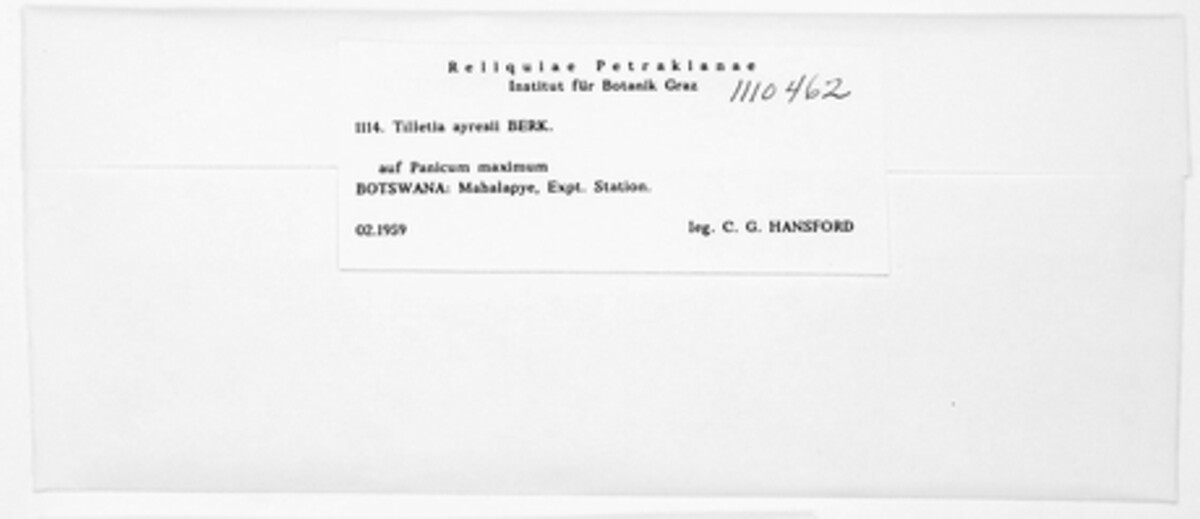 Reliquiae Petrakianae
Institut für Botanik Graz
1110462
1114. Tilletia ayresii BERK.
auf Panicum maximum
BOTSWANA: Mahalapye, Expt. Station.
02.1959 leg. C. G. HANSFORD